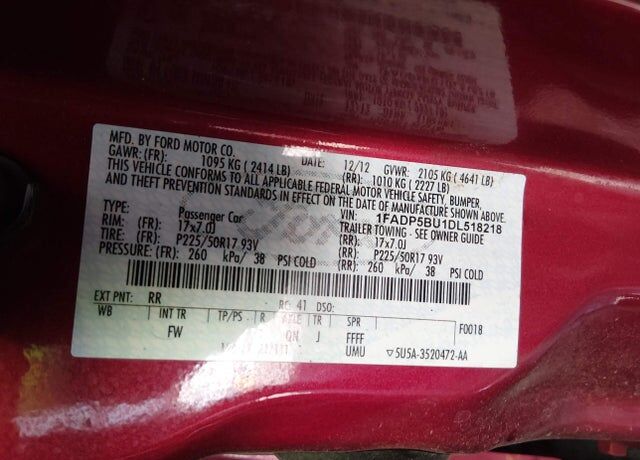 MFD. BY FORD MOTOR CO.
DATE: 12/12 GVWR: 2105 KG ( 4641 LB)
GAWR: (FR): 1095 KG ( 2414 LB) (RR): 1010 KG ( 2227 LB)
THIS VEHICLE CONFORMS TO ALL APPLICABLE FEDERAL MOTOR VEHICLE SAFETY, BUMPER,
AND THEFT PREVENTION STANDARDS IN EFFECT ON THE DATE OF MANUFACTURE SHOWN ABOVE.
VIN: 1FADP5BU1DL518218
TYPE: Passenger Car TRAILER TOWING - SEE OWNER GUIDE
RIM: (FR): 17x7.0J (RR): 17x7.0J
TIRE: (FR): P225/50R17 93V (RR): P225/50R17 93V
PRESSURE: (FR): 260 kPa/ 38 PSI COLD (RR): 260 kPa/ 38 PSI COLD
EXT PNT: RR RC: 41 DSO:
WB INT TR TP/PS R AXLE TR SPR F0018
FW QN J FFFF
UMU ▽5U5A-3520472-AA